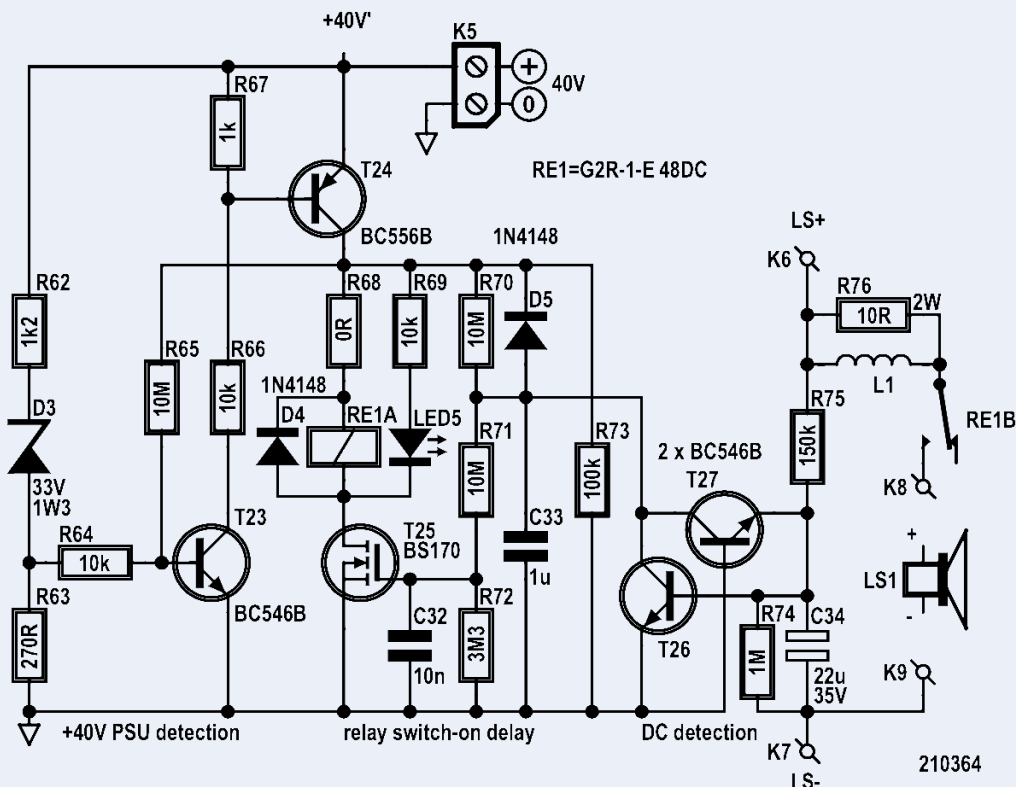 +40V'
K5
+
40V
0
R67
1k
T24
BC556B
RE1=G2R-1-E 48DC
1N4148
LS+
K6
R62
1k2
R65
10M
R66
10k
R68
0R
R69
10k
R70
10M
D5
R76
2W
10R
L1
R75
150k
RE1B
K8
D3
33V
1W3
1N4148
D4
RE1A
LED5
R71
10M
R73
100k
2 x BC546B
T27
R64
10k
T23
BC546B
T25
BS170
C33
1u
R63
270R
C32
10n
R72
3M3
T26
R74
1M
C34
22u
35V
+
LS1
-
K9
+40V PSU detection
relay switch-on delay
DC detection
K7
LS-
210364